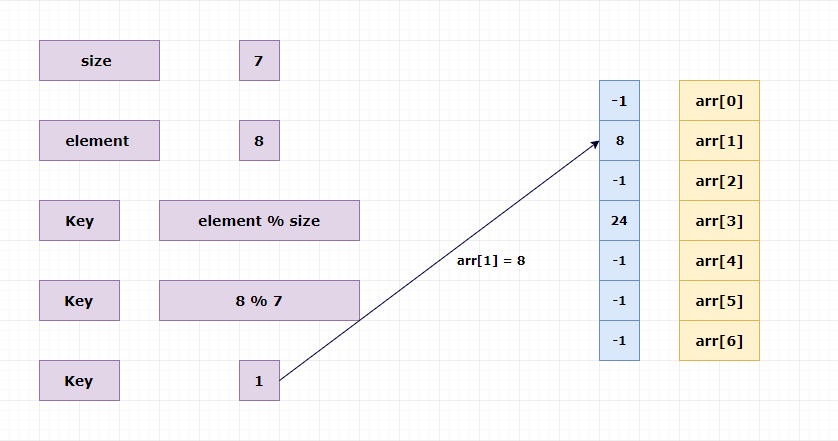 size
7
element
8
Key
element % size
Key
8 % 7
Key
1
arr[1] = 8
-1
arr[0]
8
arr[1]
-1
arr[2]
24
arr[3]
-1
arr[4]
-1
arr[5]
-1
arr[6]